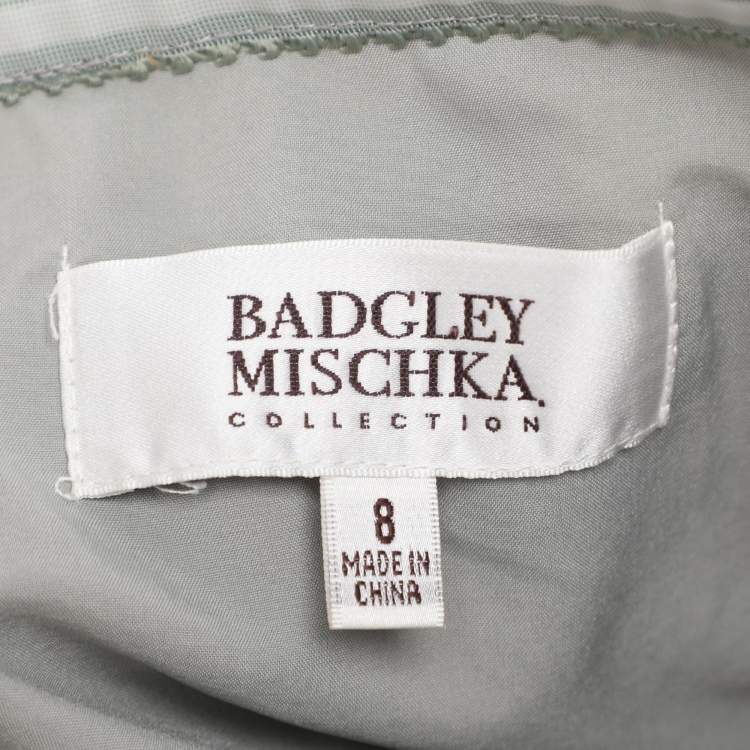 BADGLEY
MISCHKA.
COLLECTION
8
MADE IN
CHINA